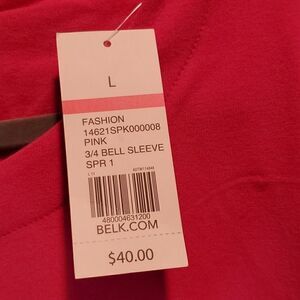 L
FASHION
14621SPK000008
PINK
3/4 BELL SLEEVE
SPR 1
480004631200
BELK.COM
$40.00